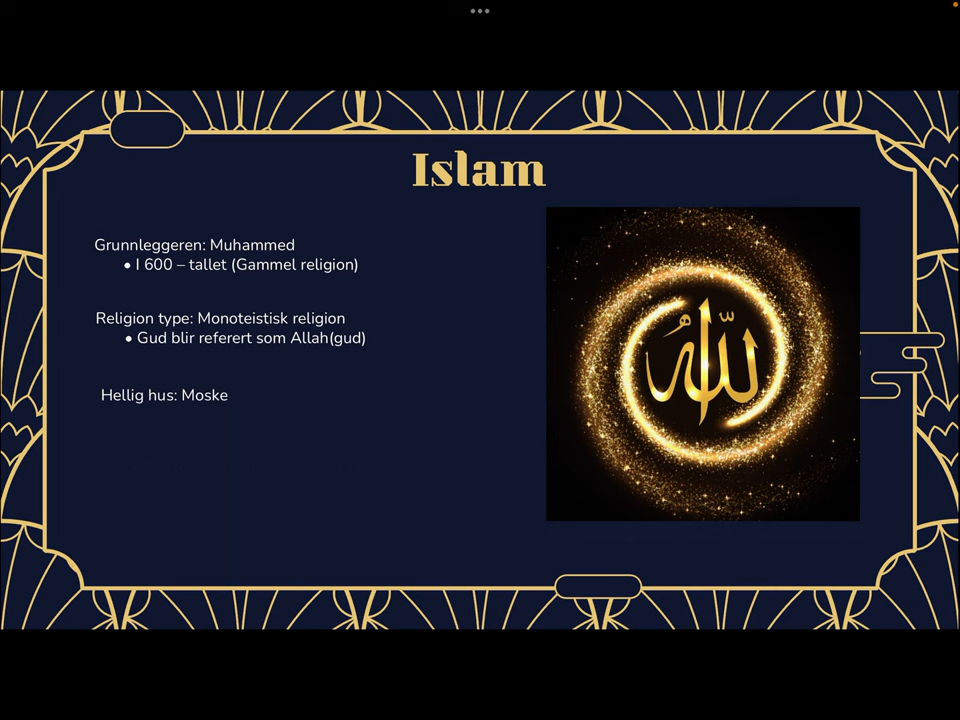 Islam
Grunnleggeren: Muhammed
• I 600 – tallet (Gammel religion)
Religion type: Monoteistisk religion
• Gud blir referert som Allah(gud)
Hellig hus: Moske
الله